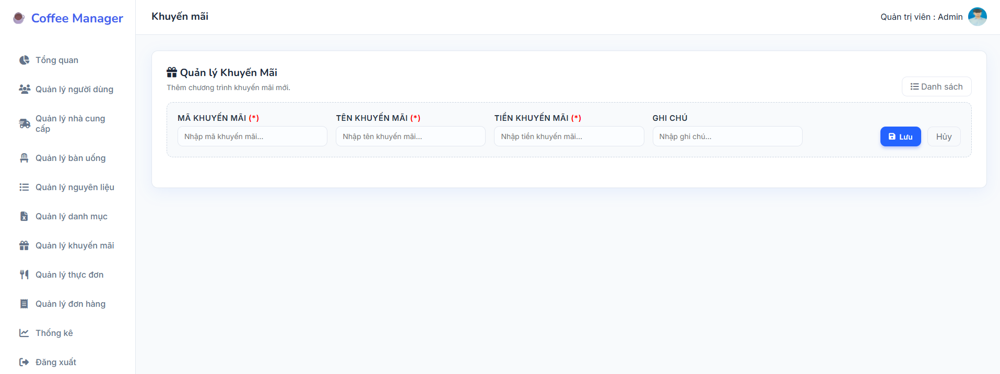 Coffee Manager
Khuyến mãi
Quản trị viên : Admin
Tổng quan
Quản lý người dùng
Quản lý nhà cung
cấp
Quản lý bàn uống
Quản lý nguyên liệu
Quản lý danh mục
Quản lý khuyến mãi
Quản lý thực đơn
Quản lý đơn hàng
Thống kê
Đăng xuất
Quản lý Khuyến Mãi
Thêm chương trình khuyến mãi mới.
Danh sách
MÃ KHUYẾN MÃI (*)
TÊN KHUYẾN MÃI (*)
TIỀN KHUYẾN MÃI (*)
GHI CHÚ
Nhập mã khuyến mãi...
Nhập tên khuyến mãi...
Nhập tiền khuyến mãi...
Nhập ghi chú...
Lưu
Hủy